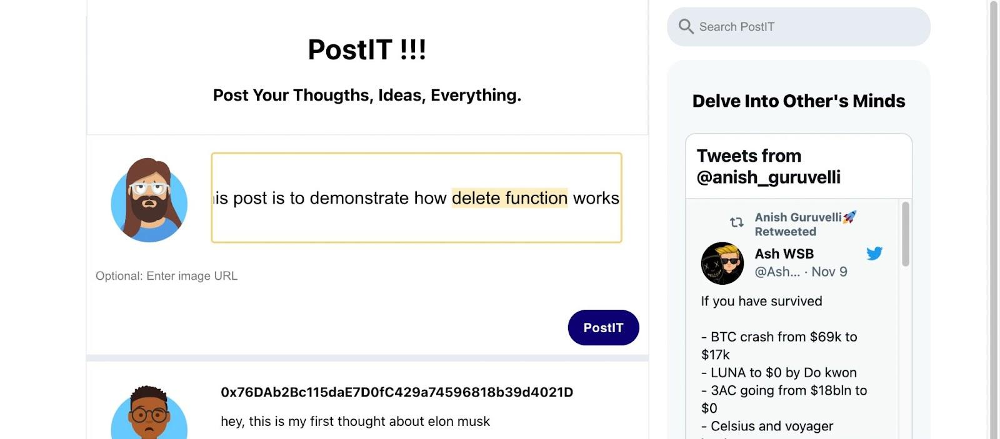 PostIT !!!
Post Your Thougths, Ideas, Everything.
is post is to demonstrate how delete function works
Optional: Enter image URL
PostIT
0x76DAb2Bc115daE7D0fC429a74596818b39d4021D
hey, this is my first thought about elon musk
Search PostIT
Delve Into Other's Minds
Tweets from
@anish_guruvelli
Anish Guruvelli🚀
Retweeted
Ash WSB
@Ash... · Nov 9
If you have survived
- BTC crash from $69k to
$17k
- LUNA to $0 by Do kwon
- 3AC going from $18bln to
$0
- Celsius and voyager